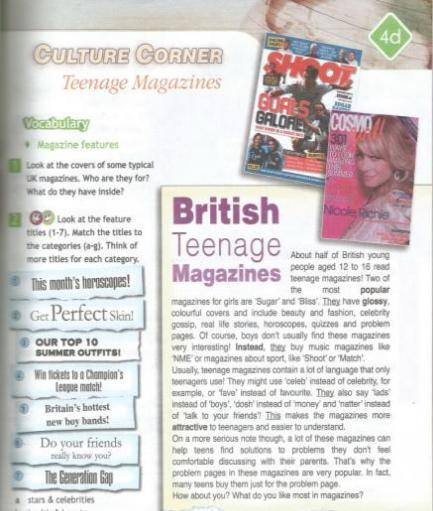 CULTURE CORNER
Teenage Magazines
4d
Vocabulary
Magazine features
1 Look at the covers of some typical
UK magazines. Who are they for?
What do they have inside?
2 Look at the feature
titles (1-7). Match the titles to
the categories (a-g). Think of
more titles for each category.
This month's horoscopes!
Get Perfect Skin!
OUR TOP 10
SUMMER OUTFITS!
Win tickets to a Champion's
League match!
Britain's hottest
new boy bands!
Do your friends
really know you?
The Generation Gap
a stars & celebrities
SHOOT
GOALS
GALORE
COSMO
301
WAYS
TO LOOK
AMAZING
THIS
SUMMER
Nicole Richie
British
Teenage
Magazines
About half of British young
people aged 12 to 16 read
teenage magazines! Two of
the most popular
magazines for girls are 'Sugar' and 'Bliss'. They have glossy,
colourful covers and include beauty and fashion, celebrity
gossip, real life stories, horoscopes, quizzes and problem
pages. Of course, boys don't usually find these magazines
very interesting! Instead, they buy music magazines like
'NME' or magazines about sport, like 'Shoot' or 'Match'.
Usually, teenage magazines contain a lot of language that only
teenagers use! They might use 'celeb' instead of celebrity, for
example, or 'fave' instead of favourite. They also say 'lads'
instead of 'boys', 'dosh' instead of 'money' and 'natter' instead
of 'talk to your friends'! This makes the magazines more
attractive to teenagers and easier to understand.
On a more serious note though, a lot of these magazines can
help teens find solutions to problems they don't feel
comfortable discussing with their parents. That's why the
problem pages in these magazines are very popular. In fact,
many teens buy them just for the problem page.
How about you? What do you like most in magazines?